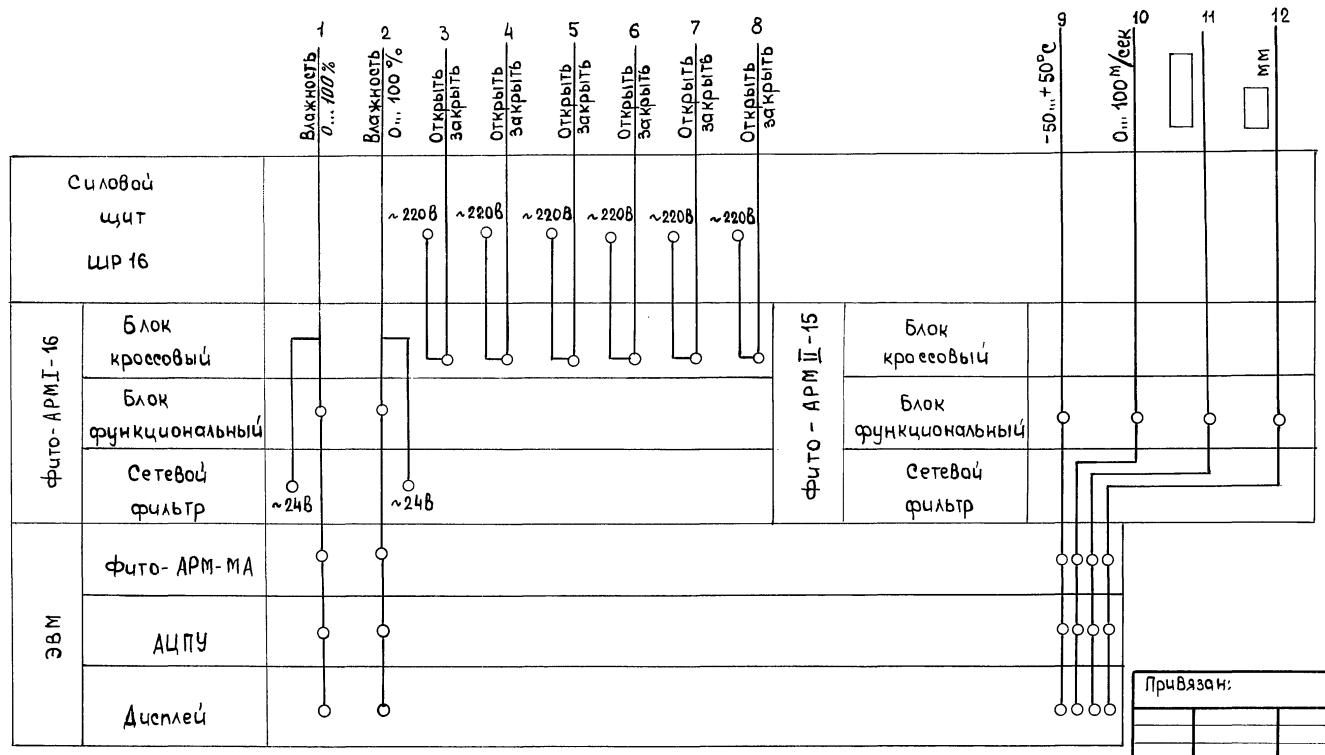 1 2 3 4 5 6 7 8 9 10 11 12
Влажность
0... 100%
Влажность
0... 100%
Открыть
закрыть
Открыть
закрыть
Открыть
закрыть
Открыть
закрыть
Открыть
закрыть
Открыть
закрыть
-50...+50°С
0... 100 м/сек
мм
Силовой
щит
ШР 16
~220В ~220В ~220В ~220В ~220В ~220В
Фито-АРМ I-16
Блок
кроссовый
Блок
функциональный
Сетевой
фильтр
~24В ~24В
Фито-АРМ II-15
Блок
кроссовый
Блок
функциональный
Сетевой
фильтр
ЭВМ
Фито-АРМ-МА
АЦПУ
Дисплей
Привязан: